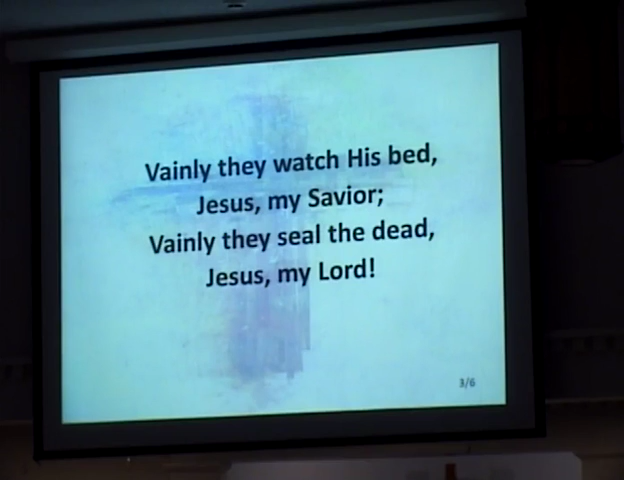 Vainly they watch His bed,
Jesus, my Savior;
Vainly they seal the dead,
Jesus, my Lord!
3/6